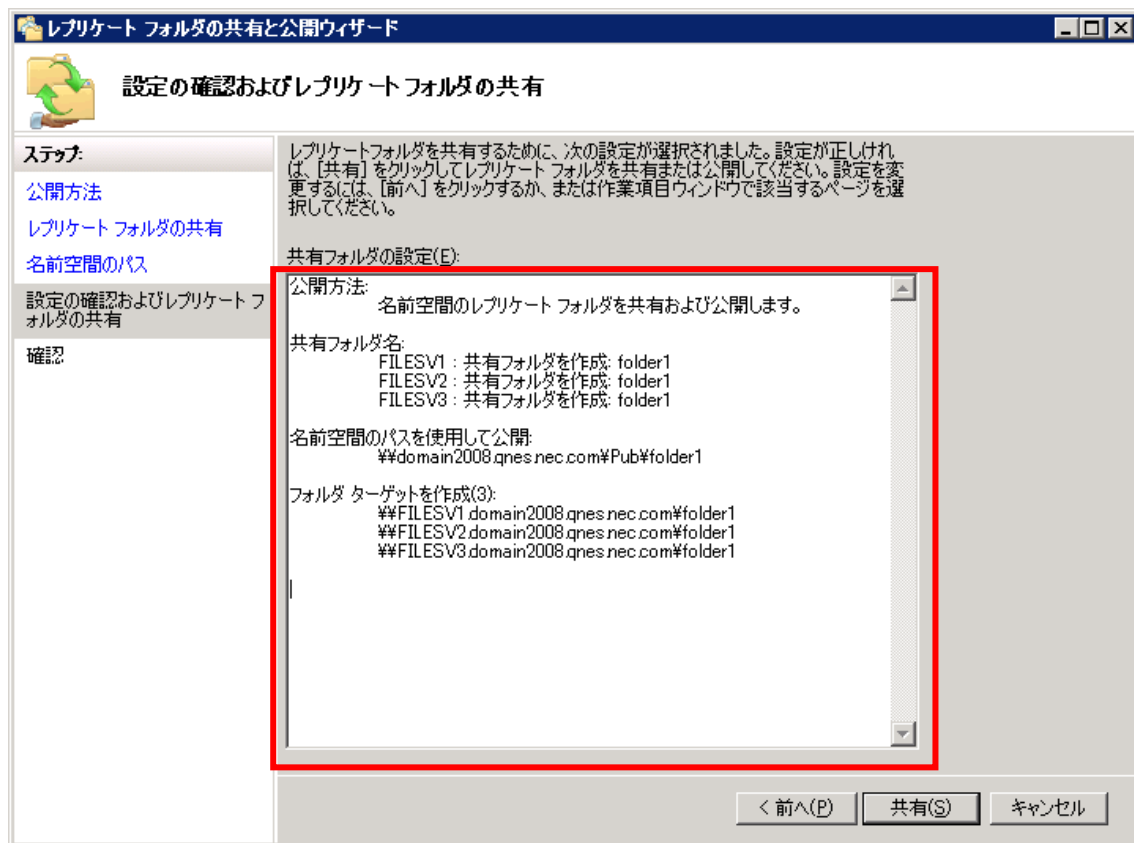 レプリケート フォルダの共有と公開ウィザード
設定の確認およびレプリケート フォルダの共有
ステップ:
公開方法
レプリケート フォルダの共有
名前空間のパス
設定の確認およびレプリケート フ
ォルダの共有
確認
レプリケートフォルダを共有するために、次の設定が選択されました。設定が正しけれ
ば、[共有] をクリックしてレプリケート フォルダを共有または公開してください。設定を変
更するには、[前へ] をクリックするか、または作業項目ウィンドウで該当するページを選
択してください。
共有フォルダの設定(E):
公開方法:
名前空間のレプリケート フォルダを共有および公開します。
共有フォルダ名:
FILESV1 : 共有フォルダを作成: folder1
FILESV2 : 共有フォルダを作成: folder1
FILESV3 : 共有フォルダを作成: folder1
名前空間のパスを使用して公開:
¥¥domain2008.qnes.nec.com¥Pub¥folder1
フォルダ ターゲットを作成(3):
¥¥FILESV1.domain2008.qnes.nec.com¥folder1
¥¥FILESV2.domain2008.qnes.nec.com¥folder1
¥¥FILESV3.domain2008.qnes.nec.com¥folder1
< 前へ(P)
共有(S)
キャンセル